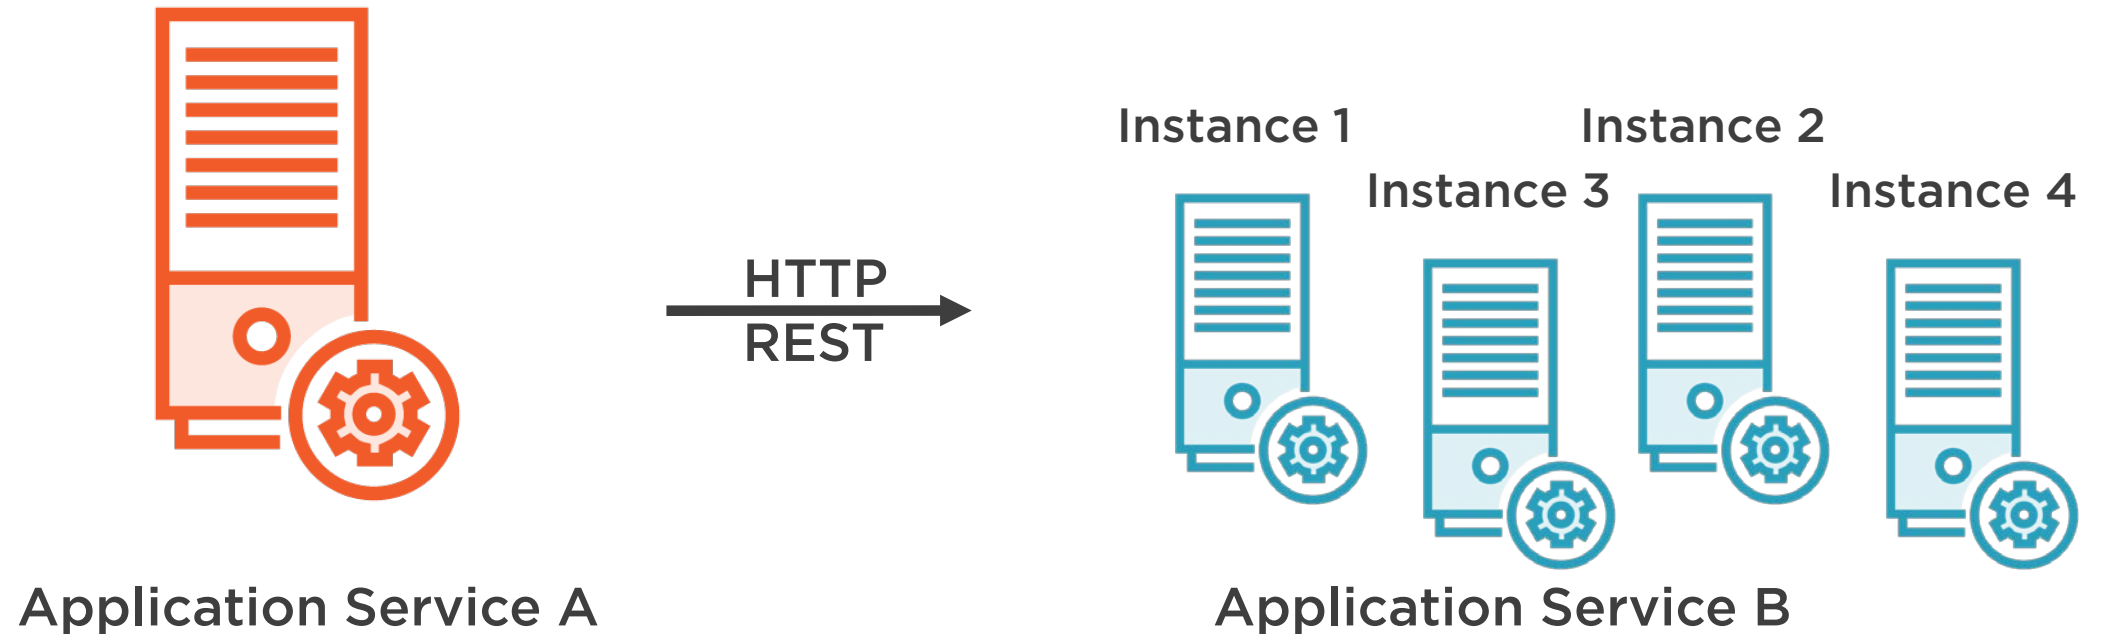 Instance 1
Instance 2
Instance 3
Instance 4
HTTP
REST
Application Service A
Application Service B